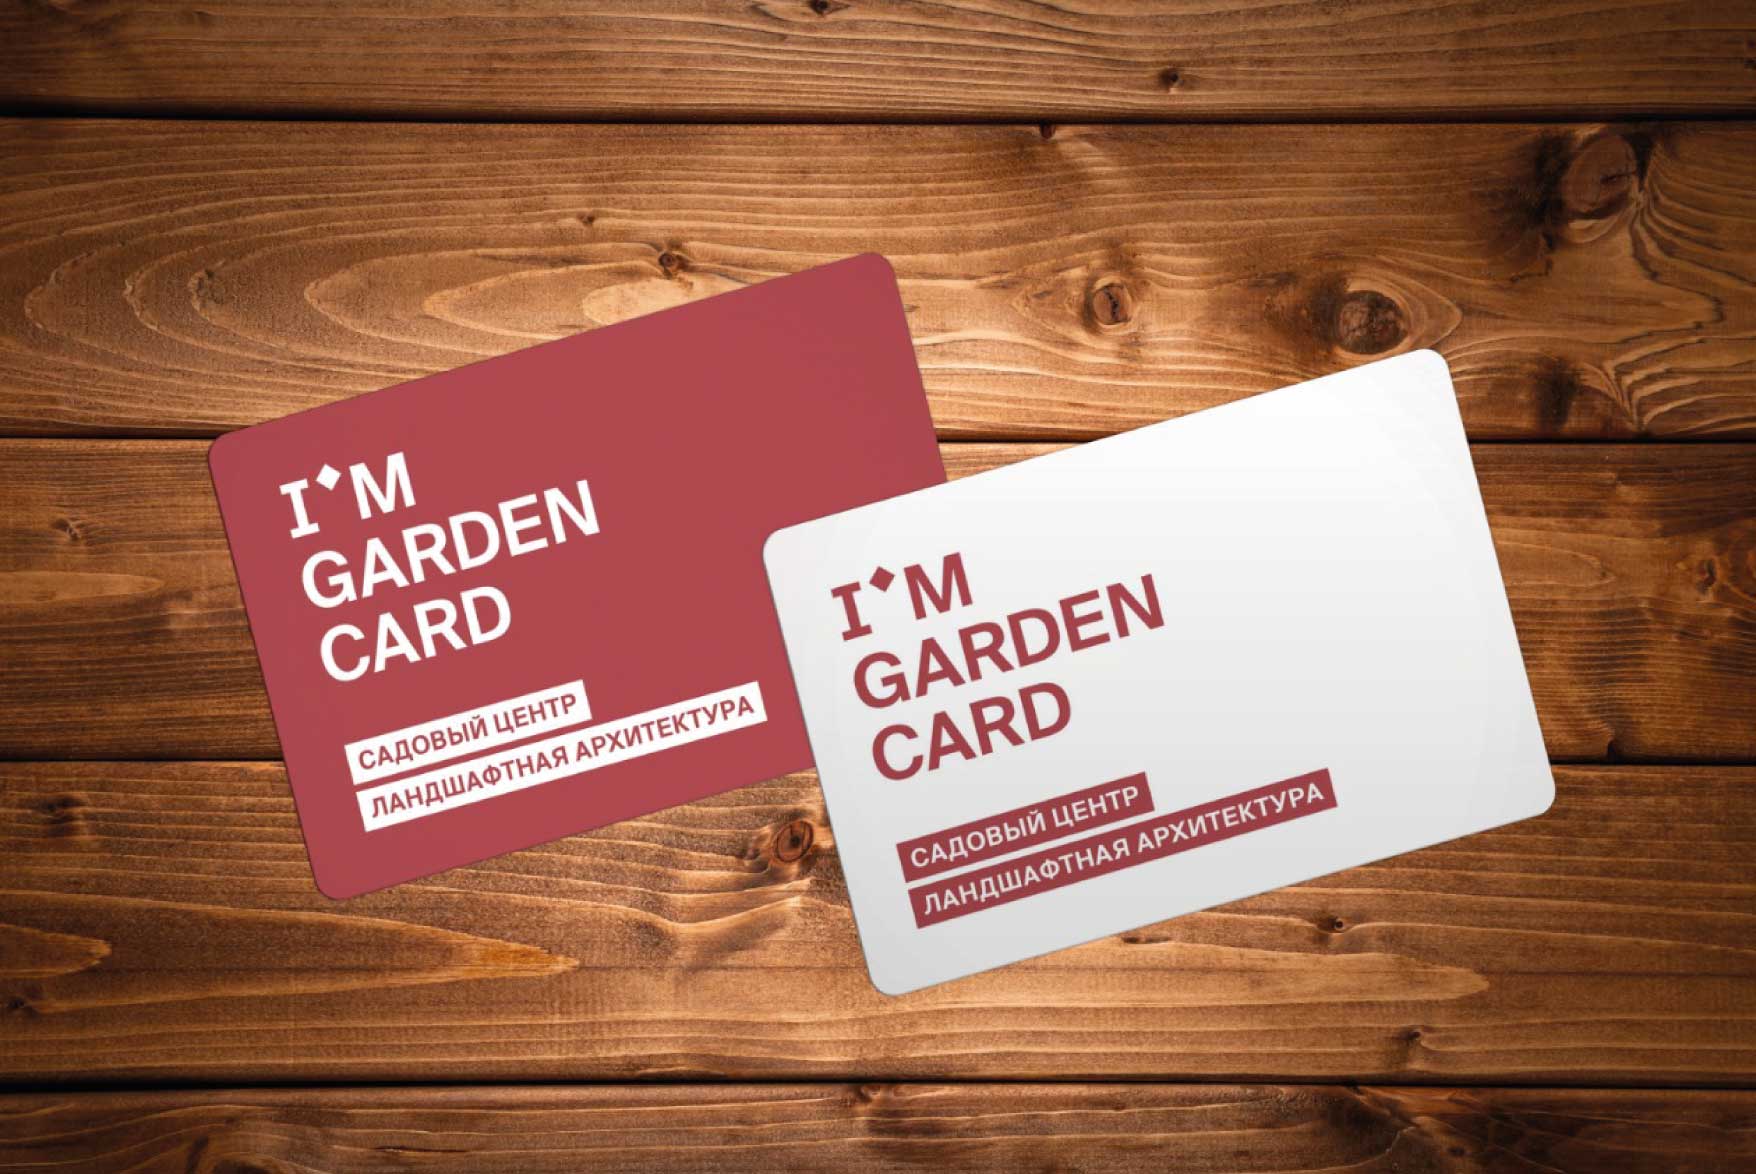 I'M
GARDEN
CARD
САДОВЫЙ ЦЕНТР
ЛАНДШАФТНАЯ АРХИТЕКТУРА
I'M
GARDEN
CARD
САДОВЫЙ ЦЕНТР
ЛАНДШАФТНАЯ АРХИТЕКТУРА